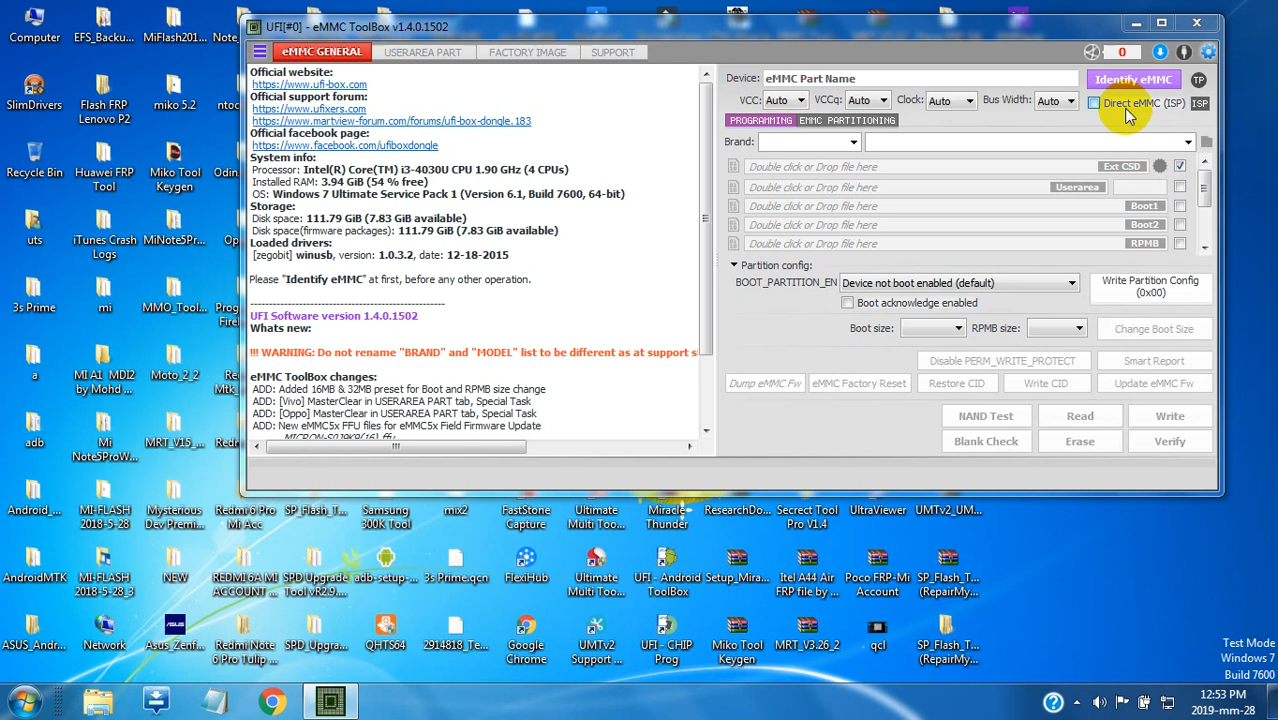 UFI[#0] - eMMC ToolBox v1.4.0.1502
eMMC GENERAL
USERAREA PART
FACTORY IMAGE
SUPPORT
0
Official website:
https://www.ufi-box.com
Official support forum:
https://www.ufixers.com
https://www.martview-forum.com/forums/ufi-box-dongle.183
Official facebook page:
https://www.facebook.com/ufiboxdongle
System info:
Processor: Intel(R) Core(TM) i3-4030U CPU 1.90 GHz (4 CPUs)
Installed RAM: 3.94 GiB (54 % free)
OS: Windows 7 Ultimate Service Pack 1 (Version 6.1, Build 7600, 64-bit)
Storage:
Disk space: 111.79 GiB (7.83 GiB available)
Disk space(firmware packages): 111.79 GiB (7.83 GiB available)
Loaded drivers:
[zegobit] winusb, version: 1.0.3.2, date: 12-18-2015
Please "Identify eMMC" at first, before any other operation.
UFI Software version 1.4.0.1502
Whats new:
!!! WARNING: Do not rename "BRAND" and "MODEL" list to be different as at support s
eMMC ToolBox changes:
ADD: Added 16MB & 32MB preset for Boot and RPMB size change
ADD: [Vivo] MasterClear in USERAREA PART tab, Special Task
ADD: [Oppo] MasterClear in USERAREA PART tab, Special Task
ADD: New eMMC5x FFU files for eMMC5x Field Firmware Update
Device: eMMC Part Name
Identify eMMC
TP
VCC: Auto
VCCq: Auto
Clock: Auto
Bus Width: Auto
Direct eMMC (ISP)
ISP
PROGRAMMING
EMMC PARTITIONING
Brand:
Double click or Drop file here Ext CSD
Double click or Drop file here Userarea
Double click or Drop file here Boot1
Double click or Drop file here Boot2
Double click or Drop file here RPMB
Partition config:
BOOT_PARTITION_EN Device not boot enabled (default)
Write Partition Config
(0x00)
Boot acknowledge enabled
Boot size:
RPMB size:
Change Boot Size
Disable PERM_WRITE_PROTECT
Smart Report
Dump eMMC Fw
eMMC Factory Reset
Restore CID
Write CID
Update eMMC Fw
NAND Test
Read
Write
Blank Check
Erase
Verify
Computer
EFS_Backu...
MiFlash201...
SlimDrivers
Flash FRP
Lenovo P2
miko 5.2
Recycle Bin
Huawei FRP
Tool
Miko Tool
Keygen
uts
iTunes Crash
Logs
MiNote5Pr...
3s Prime
mi
MMO_Tool...
a
MI A1_MDI2
by Mohd ...
Moto_2_2
adb
Mi
Note5ProW...
MRT_V15_...
Android_...
MI-FLASH
2018-5-28
Mysterious
Dev Premi...
Redmi 6 Pro
Mi Acc
SP_Flash_T...
Samsung
300K Tool
mix2
FastStone
Capture
Ultimate
Multi Too...
Miracle
Thunder
ResearchDo...
Secrect Tool
Pro V1.4
UltraViewer
UMTv2_UM...
AndroidMTK
MI-FLASH
2018-5-28_3
NEW
REDMI 6A MI
ACCOUNT ...
SPD Upgrade
Tool vR2.9....
adb-setup-...
3s Prime.qcn
FlexiHub
Ultimate
Multi Too...
UFI - Android
ToolBox
Setup_Mira...
Itel A44 Air
FRP file by ...
Poco FRP-Mi
Account
SP_Flash_T...
(RepairMy...
ASUS_Andr...
Network
Asus_Zenf...
Redmi Note
6 Pro Tulip ...
SPD_Upgra...
QHTS64
2914818_Te...
Google
Chrome
UMTv2
Support ...
UFI - CHIP
Prog
Miko Tool
Keygen
MRT_V3.26_2
qcl
SP_Flash_T...
(RepairMy...
Test Mode
Windows 7
Build 7600
12:53 PM
2019-mm-28